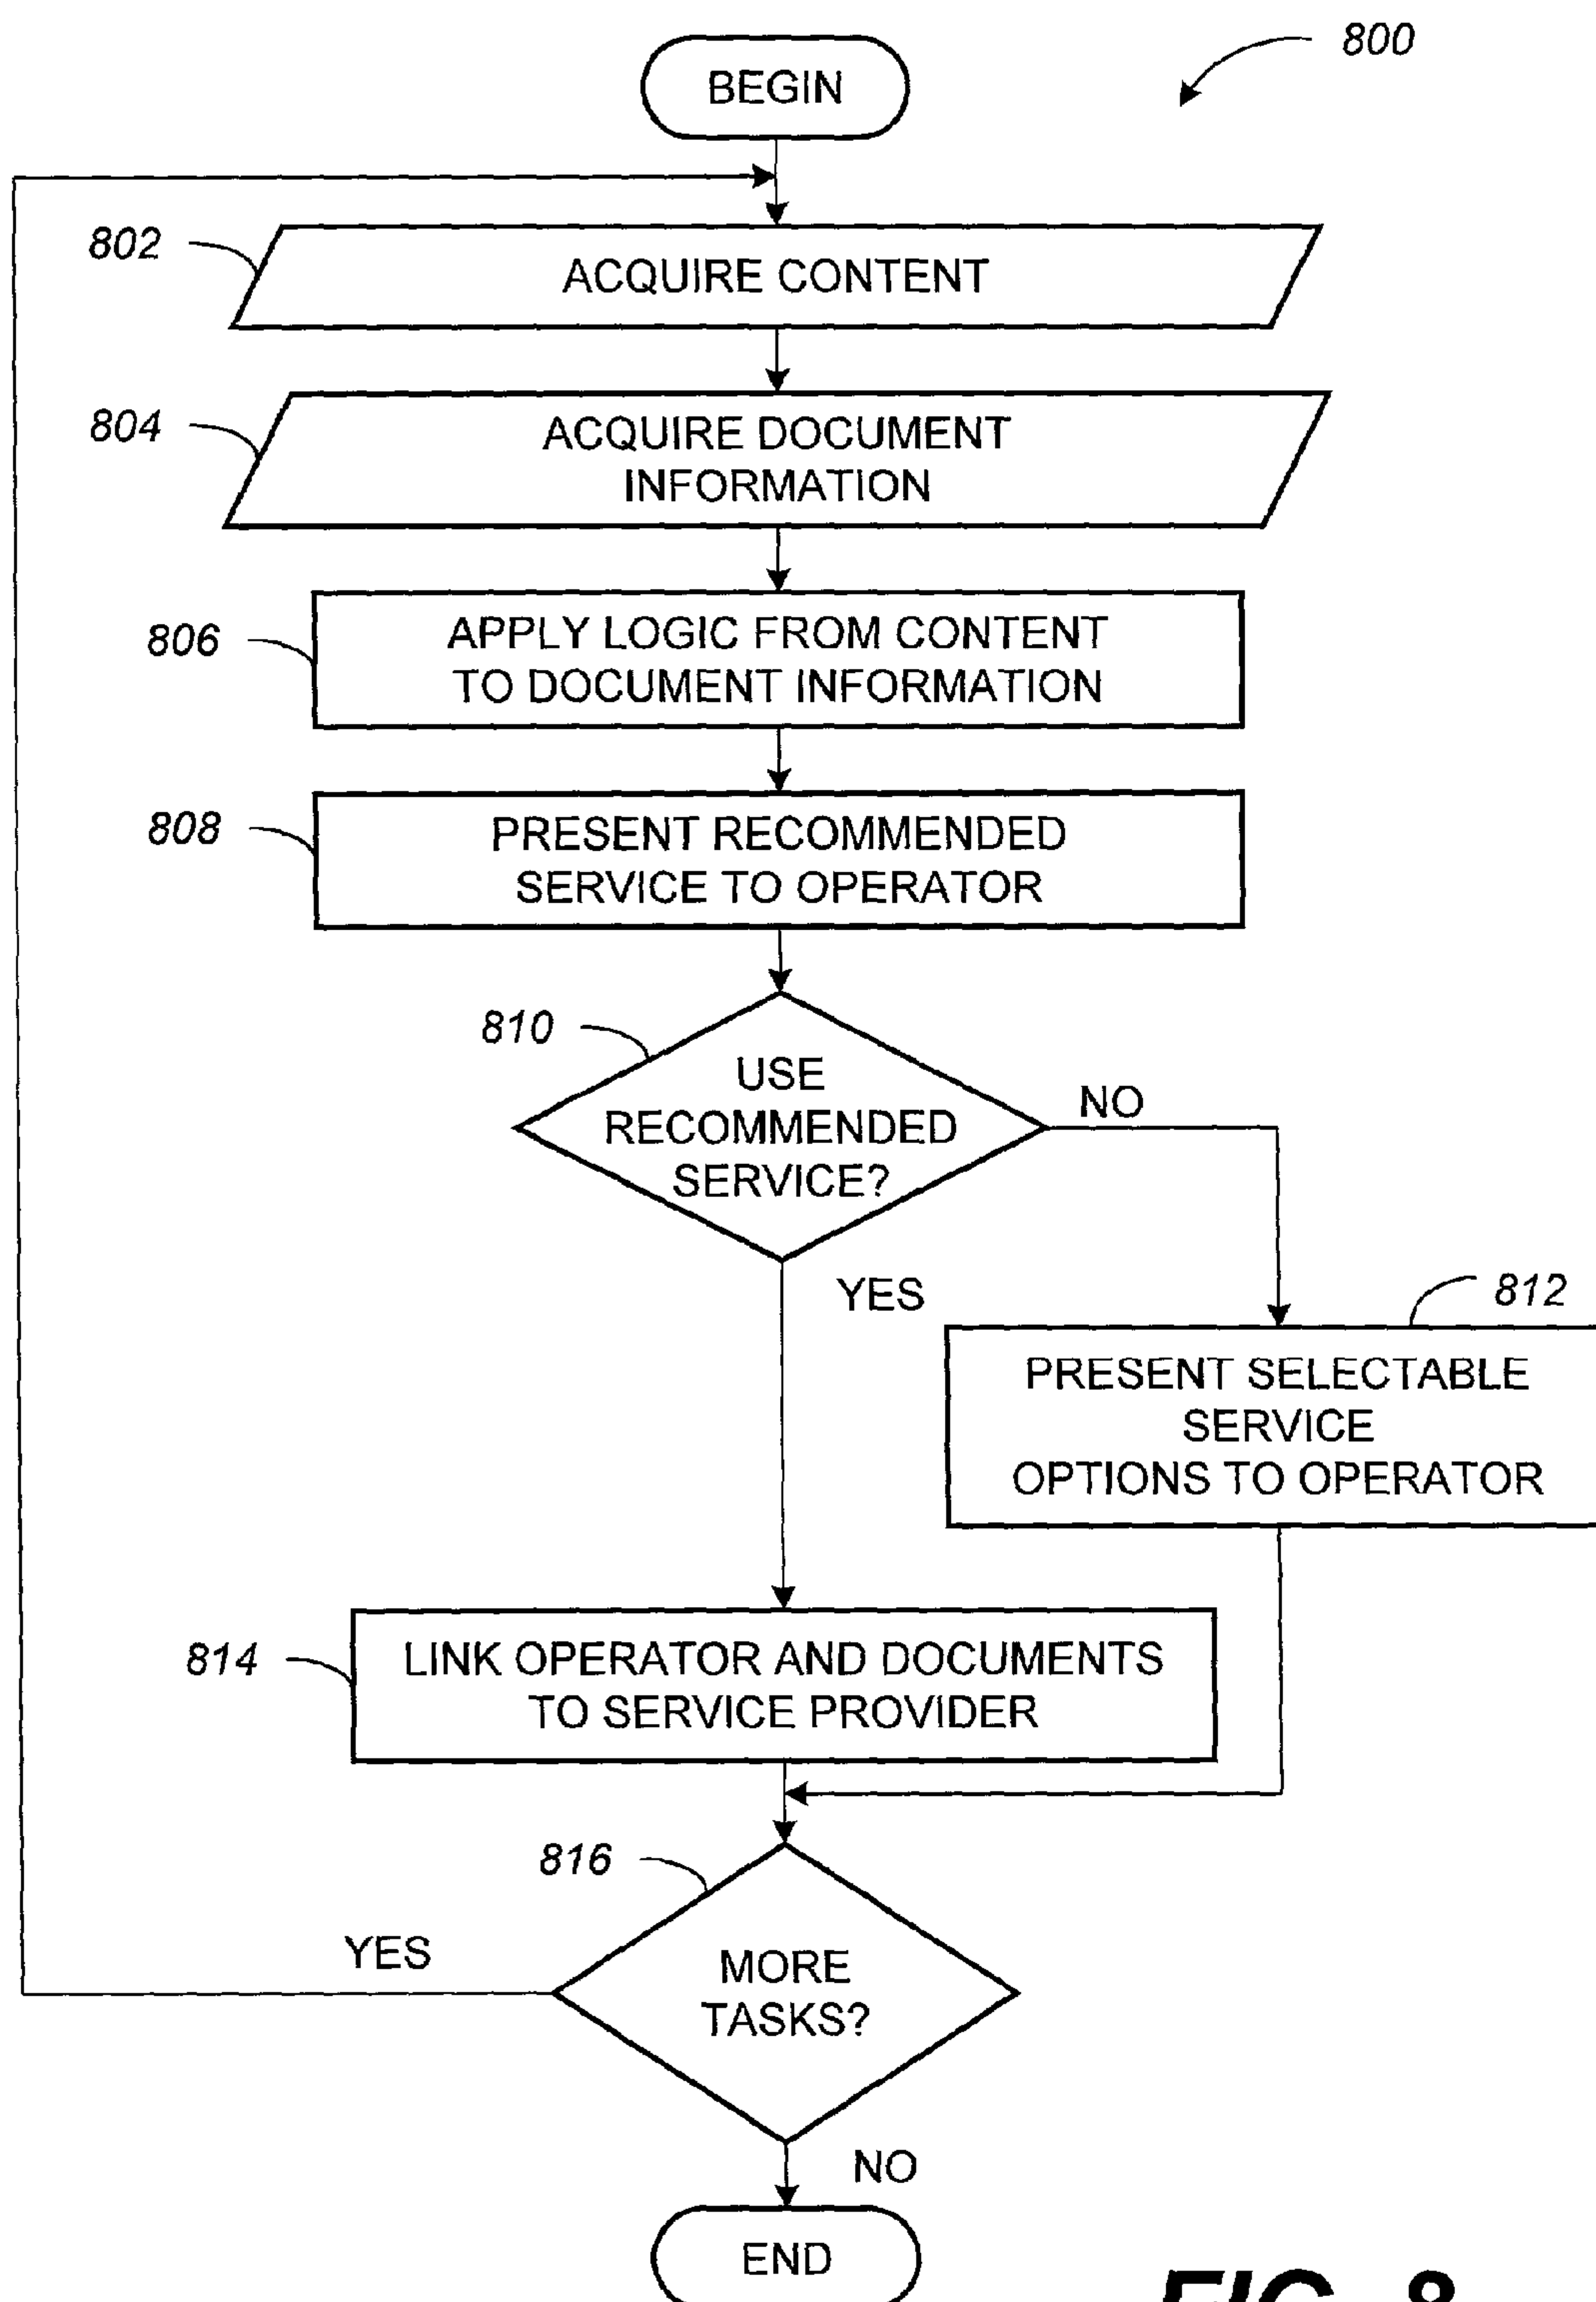 800
BEGIN
802
ACQUIRE CONTENT
804
ACQUIRE DOCUMENT
INFORMATION
806
APPLY LOGIC FROM CONTENT
TO DOCUMENT INFORMATION
808
PRESENT RECOMMENDED
SERVICE TO OPERATOR
810
USE
RECOMMENDED
SERVICE?
NO
YES
812
PRESENT SELECTABLE
SERVICE
OPTIONS TO OPERATOR
814
LINK OPERATOR AND DOCUMENTS
TO SERVICE PROVIDER
816
MORE
TASKS?
YES
NO
END
FIG. 8